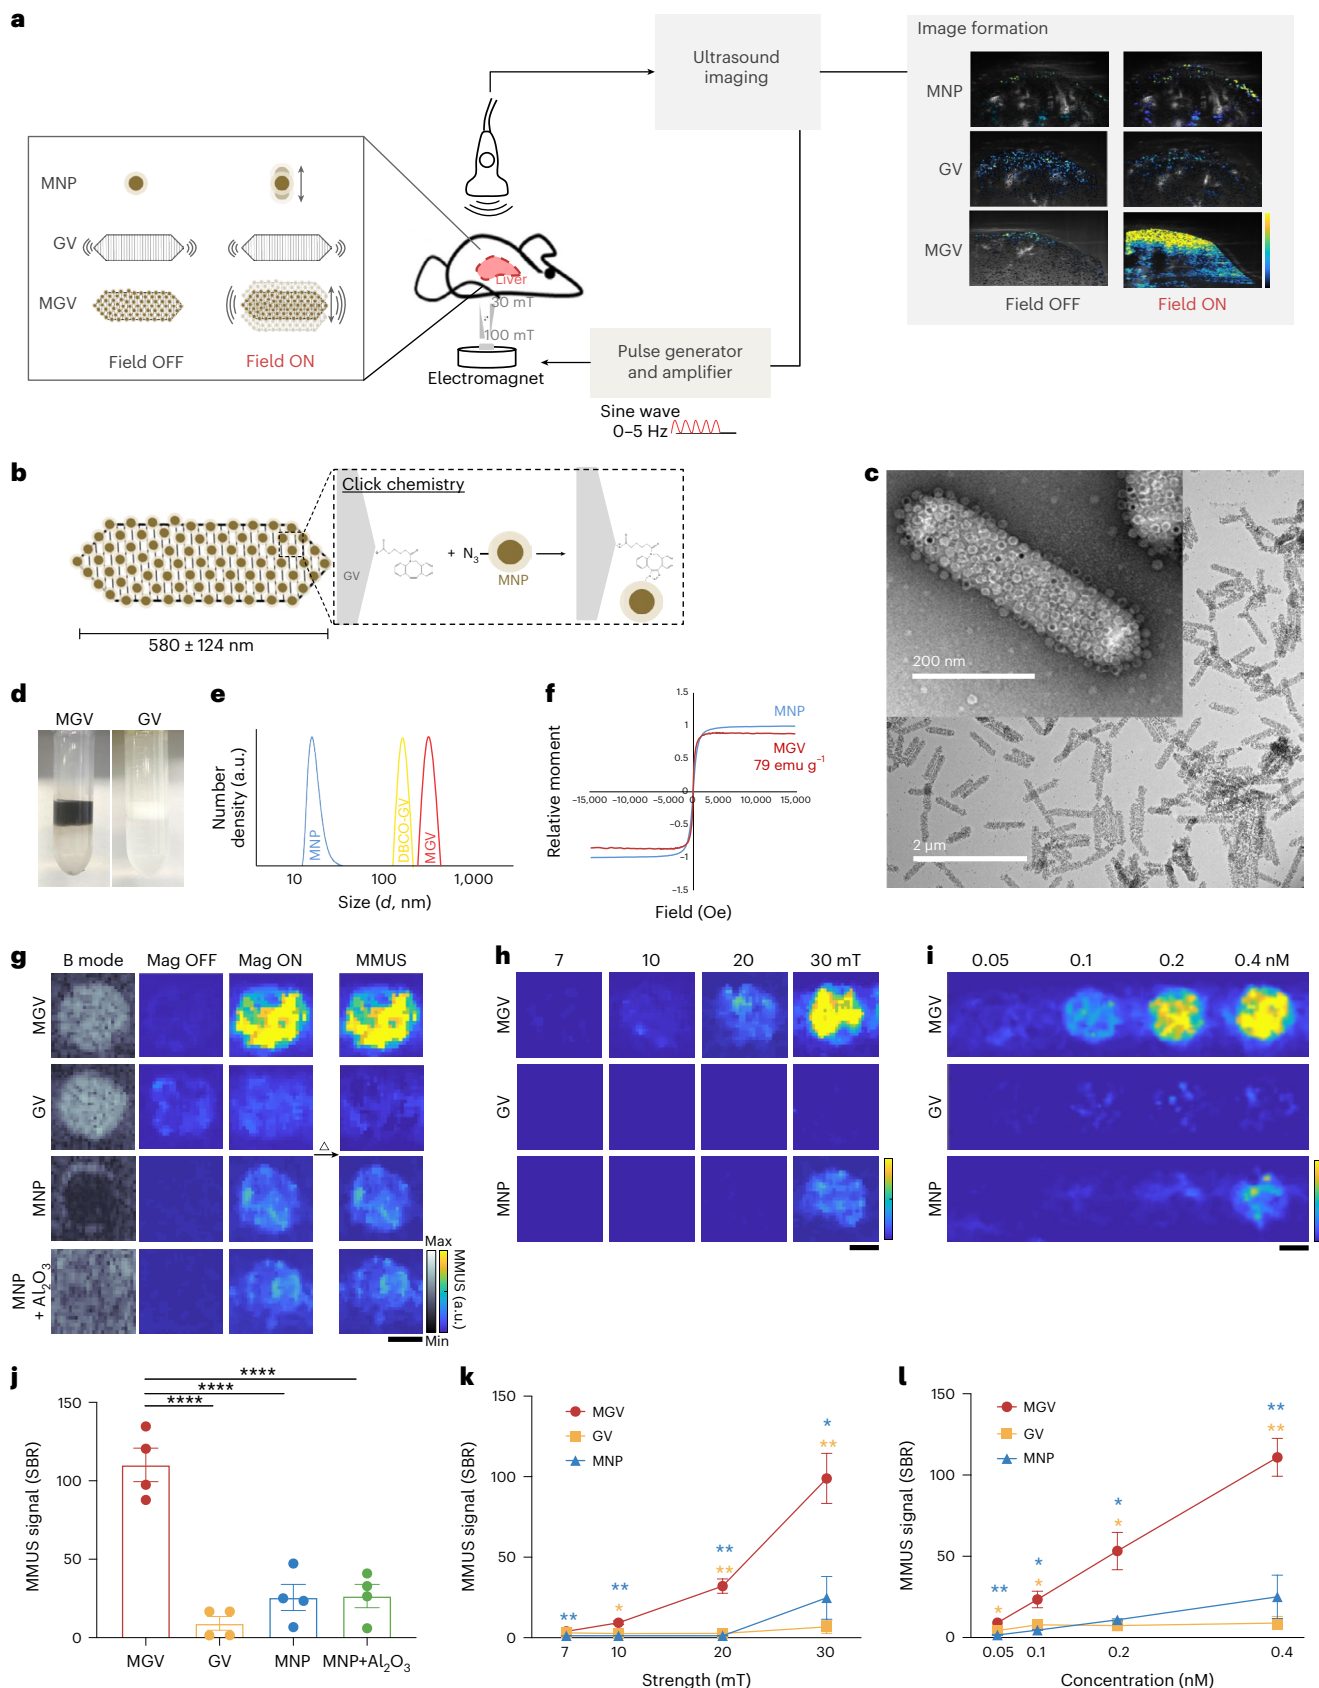 a
Ultrasound
imaging
Image formation
MNP
GV
MGV
Field OFF
Field ON
MNP
GV
MGV
Field OFF
Field ON
Liver
30 mT
100 mT
Electromagnet
Pulse generator
and amplifier
Sine wave
0–5 Hz
b
Click chemistry
GV
+ N3
MNP
580 ± 124 nm
c
200 nm
2 µm
d
MGV
GV
e
Number
density (a.u.)
MNP
DBCO-GV
MGV
10
100
1,000
Size (d, nm)
f
Relative moment
1.5
1
0.5
0
−0.5
−1
−1.5
−15,000
−10,000
−5,000
0
5,000
10,000
15,000
MNP
MGV
79 emu g⁻¹
Field (Oe)
g
B mode
Mag OFF
Mag ON
MMUS
MGV
GV
MNP
MNP
+ Al2O3
△
Max
Min
MMUS (a.u.)
h
7
10
20
30 mT
MGV
GV
MNP
i
0.05
0.1
0.2
0.4 nM
MGV
GV
MNP
j
MMUS signal (SBR)
150
100
50
0
****
****
****
MGV
GV
MNP
MNP+Al2O3
k
MMUS signal (SBR)
150
100
50
0
MGV
GV
MNP
**
**
*
**
**
*
**
7
10
20
30
Strength (mT)
l
MMUS signal (SBR)
150
100
50
0
MGV
GV
MNP
**
*
*
*
*
*
**
**
0.05
0.1
0.2
0.4
Concentration (nM)